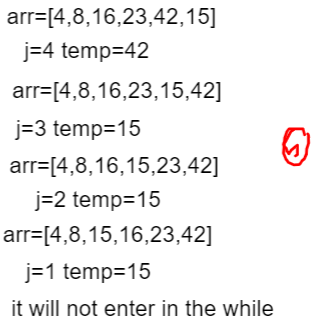 arr=[4,8,16,23,42,15]
j=4 temp=42
arr=[4,8,16,23,15,42]
j=3 temp=15
arr=[4,8,16,15,23,42]
j=2 temp=15
arr=[4,8,15,16,23,42]
j=1 temp=15
it will not enter in the while